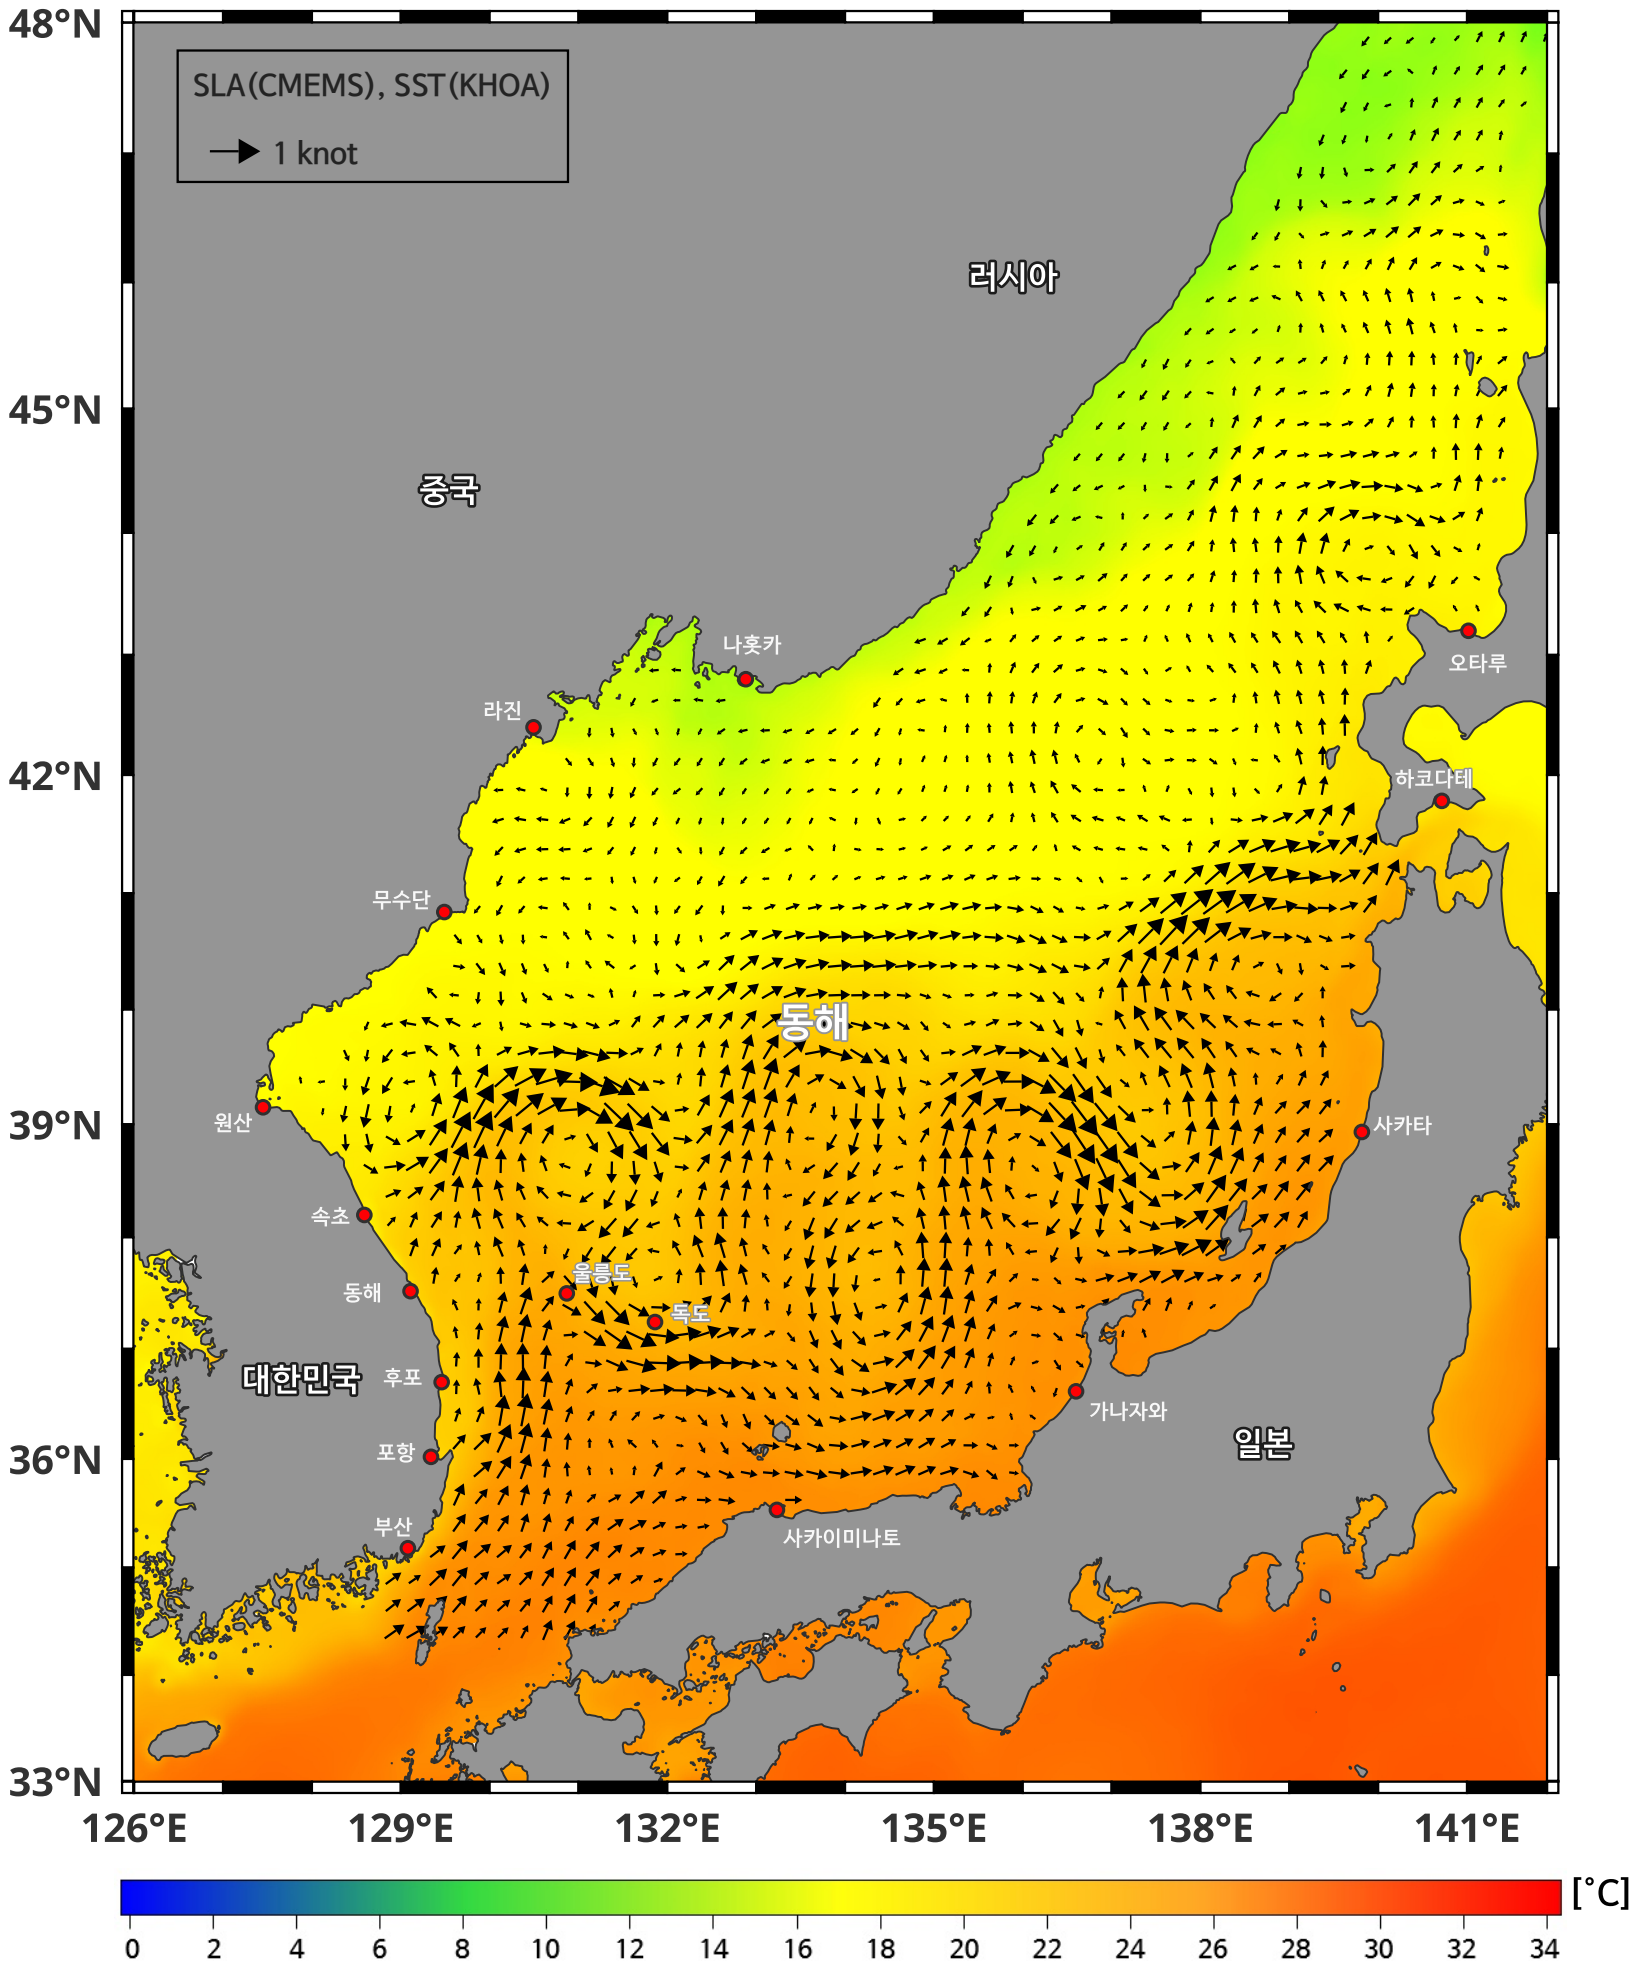 48°N
SLA(CMEMS), SST(KHOA)
1 knot
러시아
45°N
중국
나홋카
오타루
라진
42°N
하코다테
무수단
동해
39°N
원산
사카타
속초
울릉도
동해
독도
대한민국
후포
가나자와
일본
36°N
포항
부산
사카이미나토
33°N
126°E 129°E 132°E 135°E 138°E 141°E
[°C]
0 2 4 6 8 10 12 14 16 18 20 22 24 26 28 30 32 34